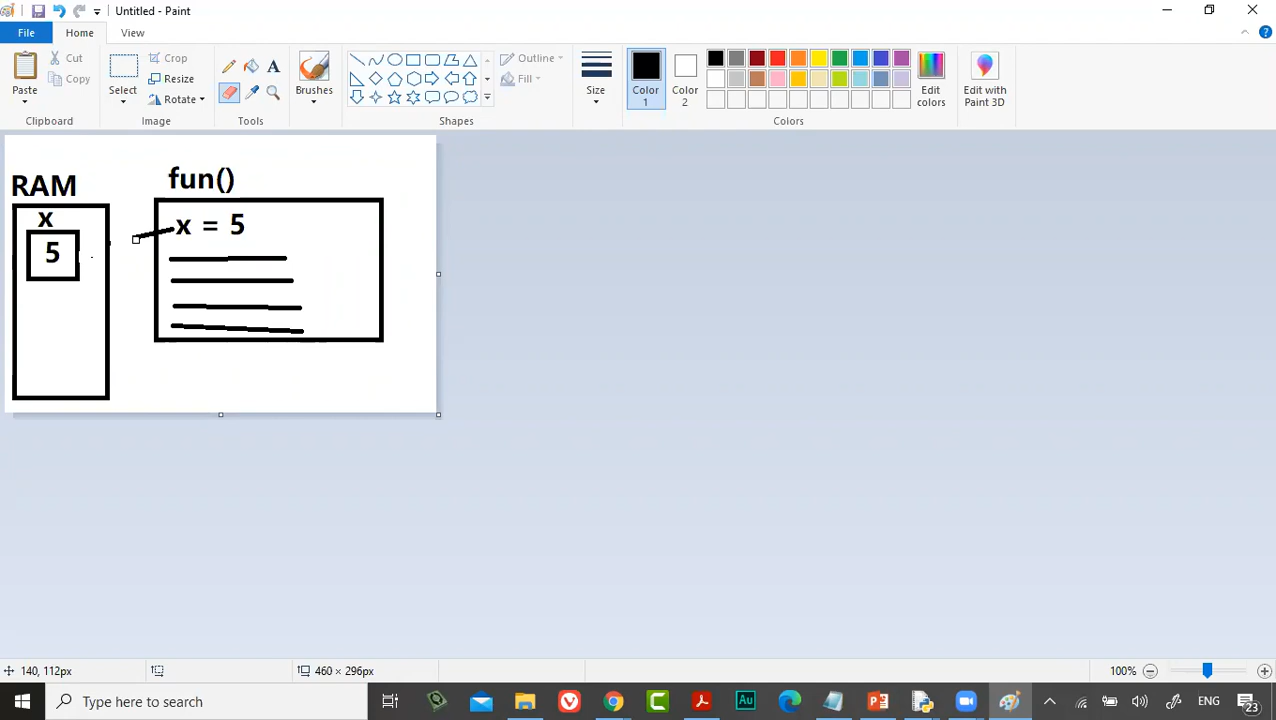 Untitled - Paint
File
Home
View
Paste
Cut
Copy
Clipboard
Select
Crop
Resize
Rotate
Image
A
Tools
Brushes
Outline
Fill
Shapes
Size
Color
1
Color
2
Edit
colors
Edit with
Paint 3D
Colors
RAM
x
5
fun()
x = 5
140, 112px
460 × 296px
100%
Type here to search
Au
ENG
23